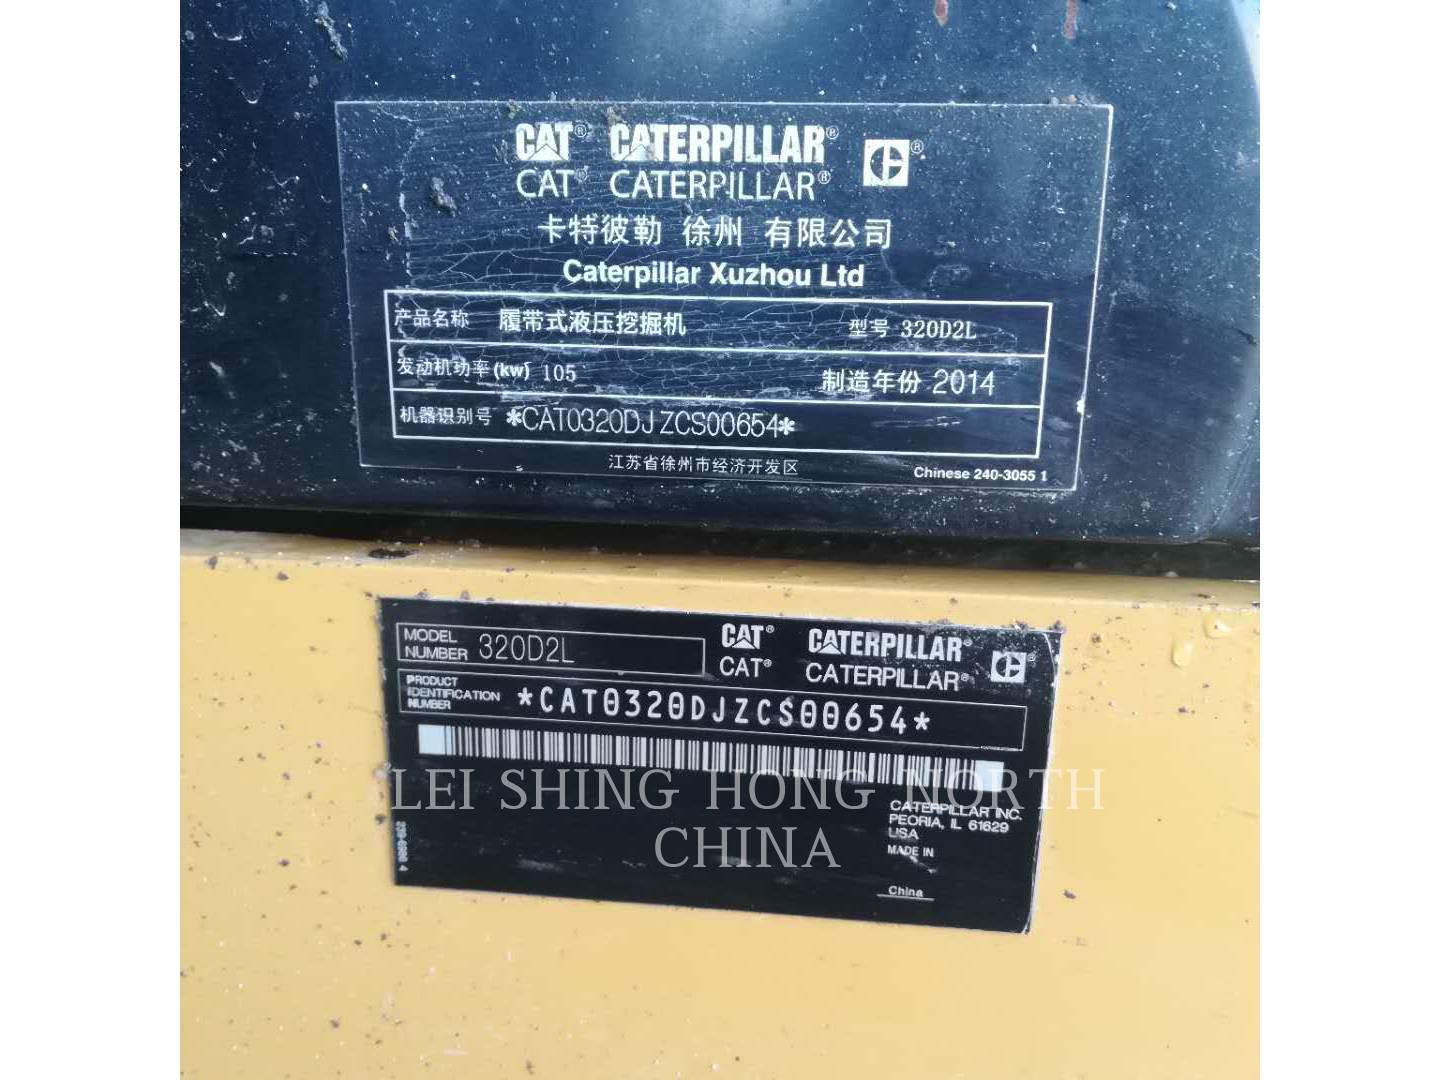 CAT® CATERPILLAR®
CAT® CATERPILLAR®
卡特彼勒 徐州 有限公司
Caterpillar Xuzhou Ltd
产品名称 履带式液压挖掘机 型号 320D2L
发动机功率(kw) 105 制造年份 2014
机器识别号 *CAT0320DJZCS00654*
江苏省徐州市经济开发区 Chinese 240-3055 1
MODEL NUMBER 320D2L
CAT® CATERPILLAR®
CAT® CATERPILLAR®
PRODUCT IDENTIFICATION NUMBER *CAT0320DJZCS00654*
LEI SHING HONG NORTH
CHINA
CATERPILLAR INC.
PEORIA, IL 61629
USA
MADE IN
China